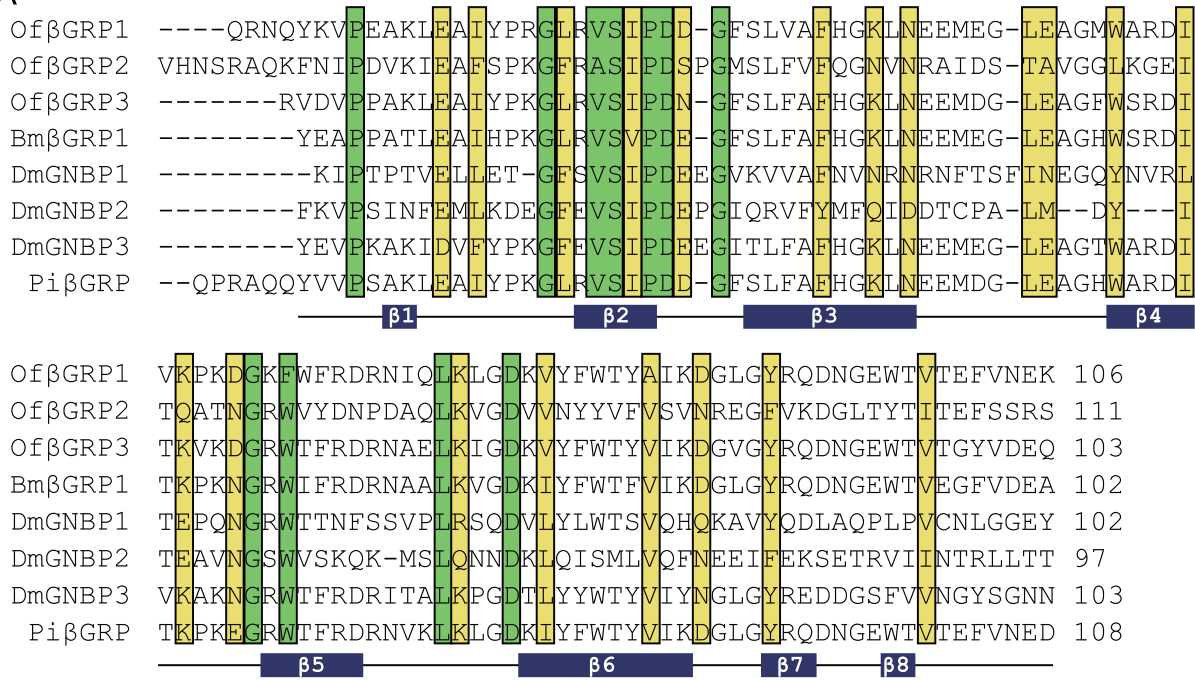 OfβGRP1 ----QRNQYKVPEAKLEAIYPRGLRVSIPDD-GFSLVAFHGKLNEEMEG-LEAGMWARDI
OfβGRP2 VHNSRAQKFNIPDVKIEAFSPKGFRASIPDSPGMSLFVFQGNVNRAIDS-TAVGGLKGEI
OfβGRP3 -------RVDVPPAKLEAIYPKGLRVSIPDN-GFSLFAFHGKLNEEMDG-LEAGFWSRDI
BmβGRP1 --------YEAPPATLEAIHPKGLRVSVPDE-GFSLFAFHGKLNEEMEG-LEAGHWSRDI
DmGNBP1 ---------KIPTPTVELLET-GFSVSIPDEEGVKVVAFNVNRNRNFTSFINEGQYNVRL
DmGNBP2 --------FKVPSINFEMLKDEGFEVSIPDEPGIQRVFYMFQIDDTCPA-LM--DY---I
DmGNBP3 --------YEVPKAKIDVFYPKGFEVSIPDEEGITLFAFHGKLNEEMEG-LEAGTWARDI
PiβGRP --QPRAQQYVVPSAKLEAIYPKGLRVSIPDD-GFSLFAFHGKLNEEMDG-LEAGTWARDI
β1 β2 β3 β4
OfβGRP1 VKPKDGKFWFRDRNIQLKLGDKVYFWTYAIKDGLGYRQDNGEWTVTEFVNEK 106
OfβGRP2 TQATNGRWVYDNPDAQLKVGDVVNYYVFVSVNREGFVKDGLTYTITEFSSRS 111
OfβGRP3 TKVKDGRWTFRDRNAELKIGDKVYFWTYVIKDGVGYRQDNGEWTVTGYVDEQ 103
BmβGRP1 TKPKNGRWIFRDRNAALKVGDKIYFWTFVIKDGLGYRQDNGEWTVEGFVDEA 102
DmGNBP1 TEPQNGRWTTNFSSVPLRSQDVLYLWTSVQHQKAVYQDLAQPLPVCNLGGEY 102
DmGNBP2 TEAVNGSWVSKQK-MSLQNNDKLQISMLVQFNEEIFEKSETRVIINTRLLTT 97
DmGNBP3 VKAKNGRWTFRDRITALKPGDTLYYWTYVIYNGLGYREDDGSFVVNGYSGNN 103
PiβGRP TKPKEGRWTFRDRNVKLKLGDKIYFWTYVIKDGLGYRQDNGEWTVTEFVNED 108
β5 β6 β7 β8